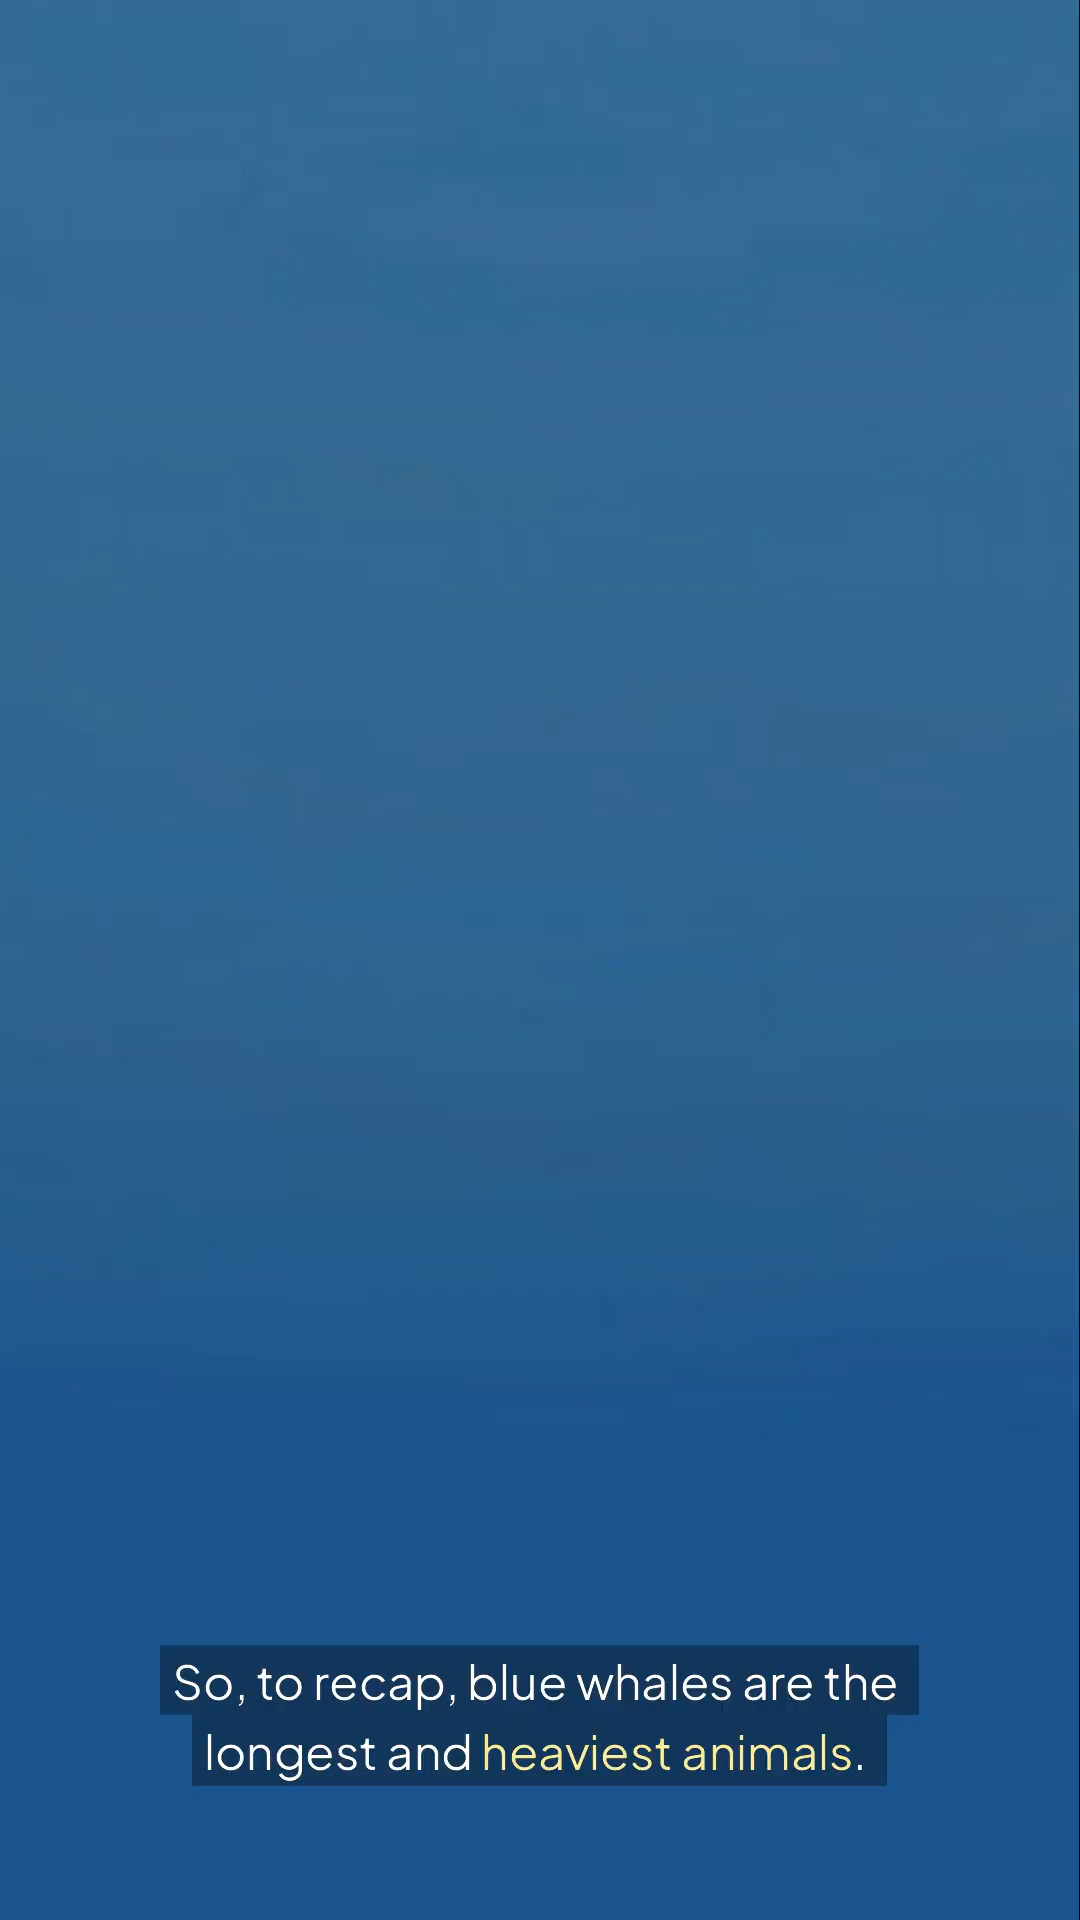 So, to recap, blue whales are the
longest and heaviest animals.